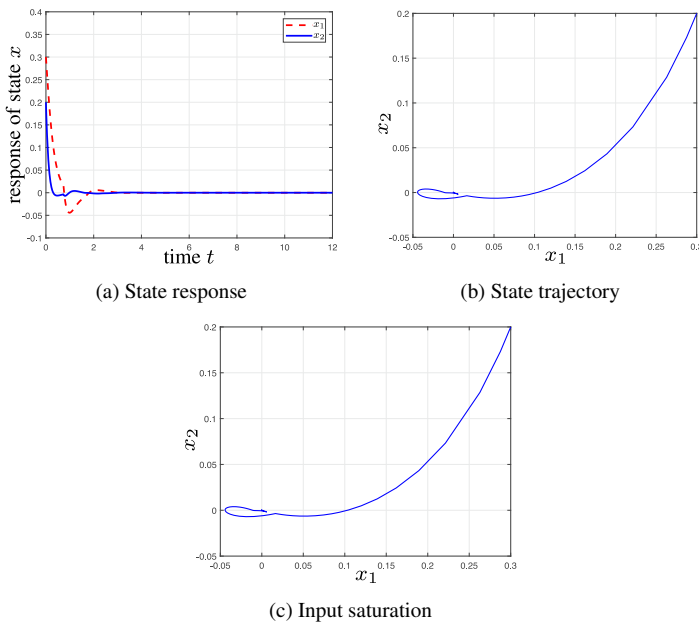 response of state x
0.4
0.35
0.3
0.25
0.2
0.15
0.1
0.05
0
-0.05
-0.1
0 2 4 6 8 10 12
time t
x₁
x₂
(a) State response
x₂
0.2
0.15
0.1
0.05
0
-0.05
-0.05 0 0.05 0.1 0.15 0.2 0.25 0.3
x₁
(b) State trajectory
x₂
0.2
0.15
0.1
0.05
0
-0.05
-0.05 0 0.05 0.1 0.15 0.2 0.25 0.3
x₁
(c) Input saturation